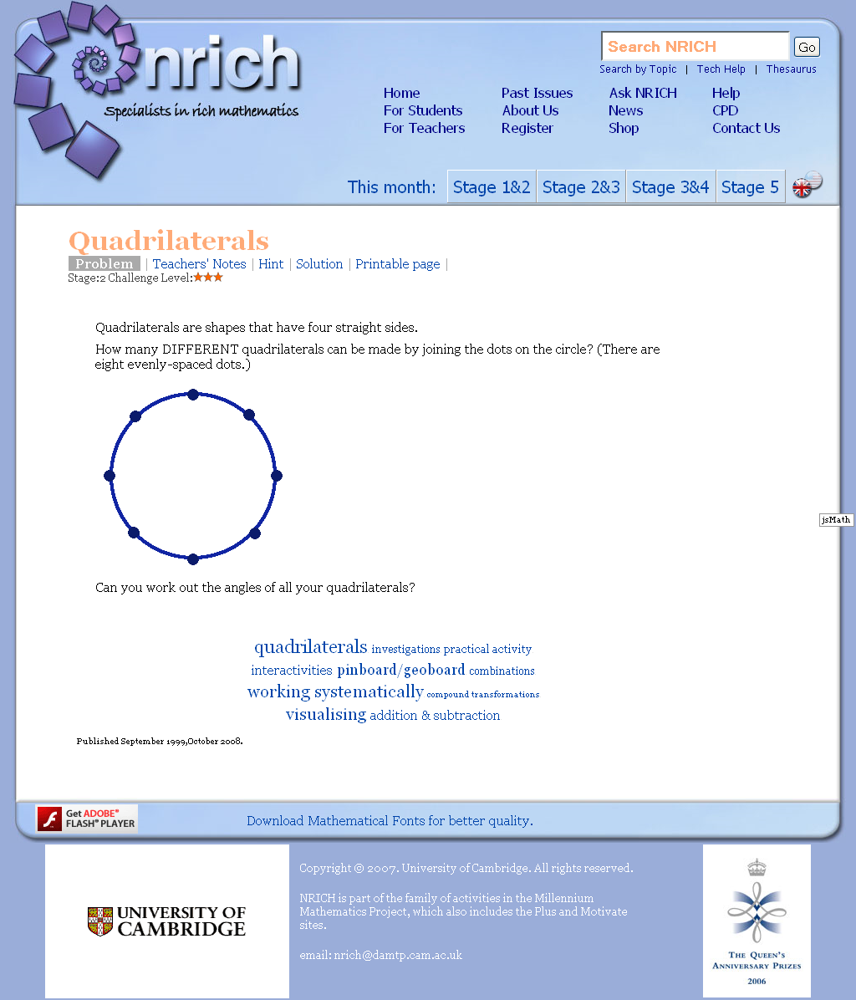 nrich
Specialists in rich mathematics
Search NRICH Go
Search by Topic | Tech Help | Thesaurus
Home Past Issues Ask NRICH Help
For Students About Us News CPD
For Teachers Register Shop Contact Us
This month: Stage 1&2 Stage 2&3 Stage 3&4 Stage 5
Quadrilaterals
Problem | Teachers' Notes | Hint | Solution | Printable page |
Stage:2 Challenge Level:
Quadrilaterals are shapes that have four straight sides.
How many DIFFERENT quadrilaterals can be made by joining the dots on the circle? (There are
eight evenly-spaced dots.)
jsMath
Can you work out the angles of all your quadrilaterals?
quadrilaterals investigations practical activity
interactivities pinboard/geoboard combinations
working systematically compound transformations
visualising addition & subtraction
Published September 1999,October 2008.
Get ADOBE®
FLASH® PLAYER
Download Mathematical Fonts for better quality.
UNIVERSITY OF
CAMBRIDGE
Copyright © 2007. University of Cambridge. All rights reserved.
NRICH is part of the family of activities in the Millennium
Mathematics Project, which also includes the Plus and Motivate
sites.
email: nrich@damtp.cam.ac.uk
THE QUEEN'S
ANNIVERSARY PRIZES
2006